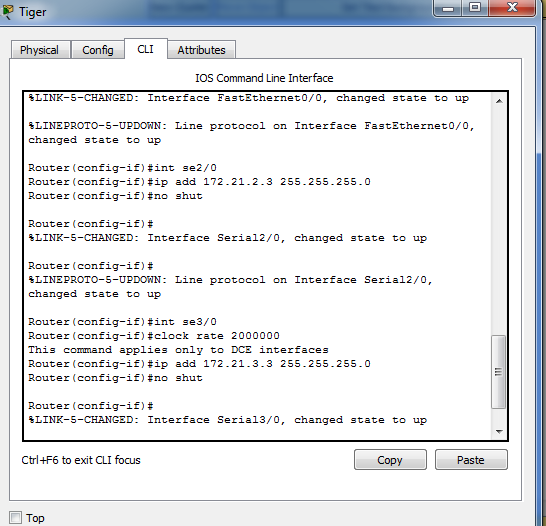 Tiger
Physical
Config
CLI
Attributes
IOS Command Line Interface
%LINK-5-CHANGED: Interface FastEthernet0/0, changed state to up
%LINEPROTO-5-UPDOWN: Line protocol on Interface FastEthernet0/0,
changed state to up
Router(config-if)#int se2/0
Router(config-if)#ip add 172.21.2.3 255.255.255.0
Router(config-if)#no shut
Router(config-if)#
%LINK-5-CHANGED: Interface Serial2/0, changed state to up
Router(config-if)#
%LINEPROTO-5-UPDOWN: Line protocol on Interface Serial2/0,
changed state to up
Router(config-if)#int se3/0
Router(config-if)#clock rate 2000000
This command applies only to DCE interfaces
Router(config-if)#ip add 172.21.3.3 255.255.255.0
Router(config-if)#no shut
Router(config-if)#
%LINK-5-CHANGED: Interface Serial3/0, changed state to up
Ctrl+F6 to exit CLI focus
Copy
Paste
Top